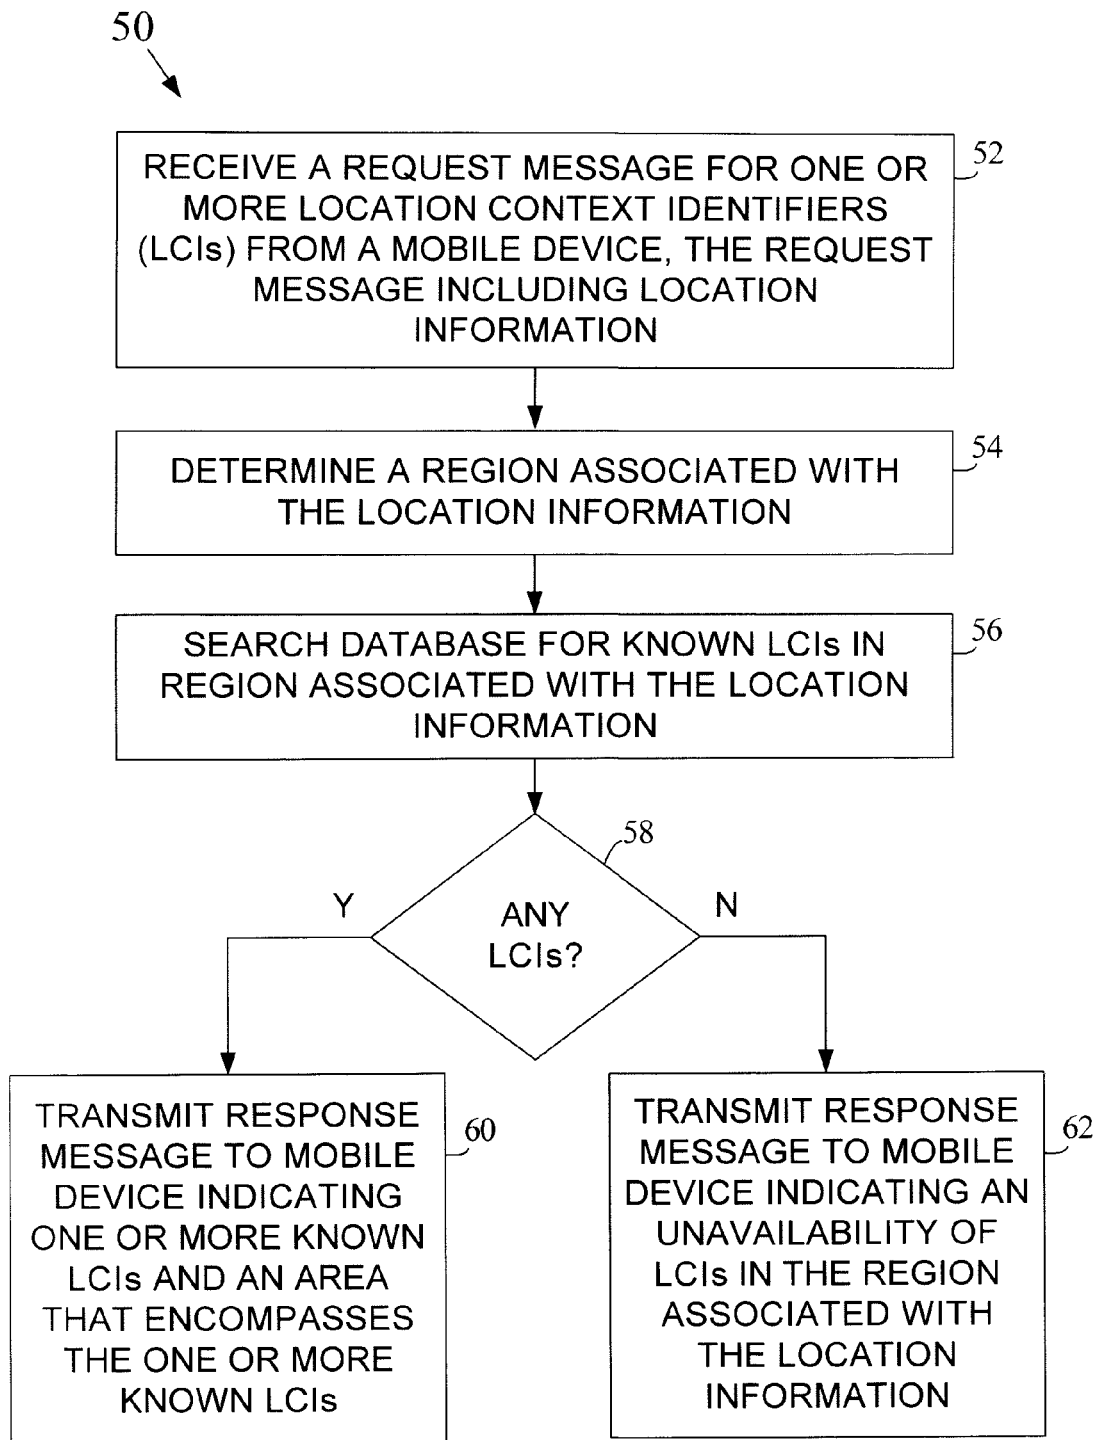 50
RECEIVE A REQUEST MESSAGE FOR ONE OR
MORE LOCATION CONTEXT IDENTIFIERS
(LCIs) FROM A MOBILE DEVICE, THE REQUEST
MESSAGE INCLUDING LOCATION
INFORMATION
52
DETERMINE A REGION ASSOCIATED WITH
THE LOCATION INFORMATION
54
SEARCH DATABASE FOR KNOWN LCIs IN
REGION ASSOCIATED WITH THE LOCATION
INFORMATION
56
58
Y
ANY
LCIs?
N
TRANSMIT RESPONSE
MESSAGE TO MOBILE
DEVICE INDICATING
ONE OR MORE KNOWN
LCIs AND AN AREA
THAT ENCOMPASSES
THE ONE OR MORE
KNOWN LCIs
60
TRANSMIT RESPONSE
MESSAGE TO MOBILE
DEVICE INDICATING AN
UNAVAILABILITY OF
LCIs IN THE REGION
ASSOCIATED WITH
THE LOCATION
INFORMATION
62